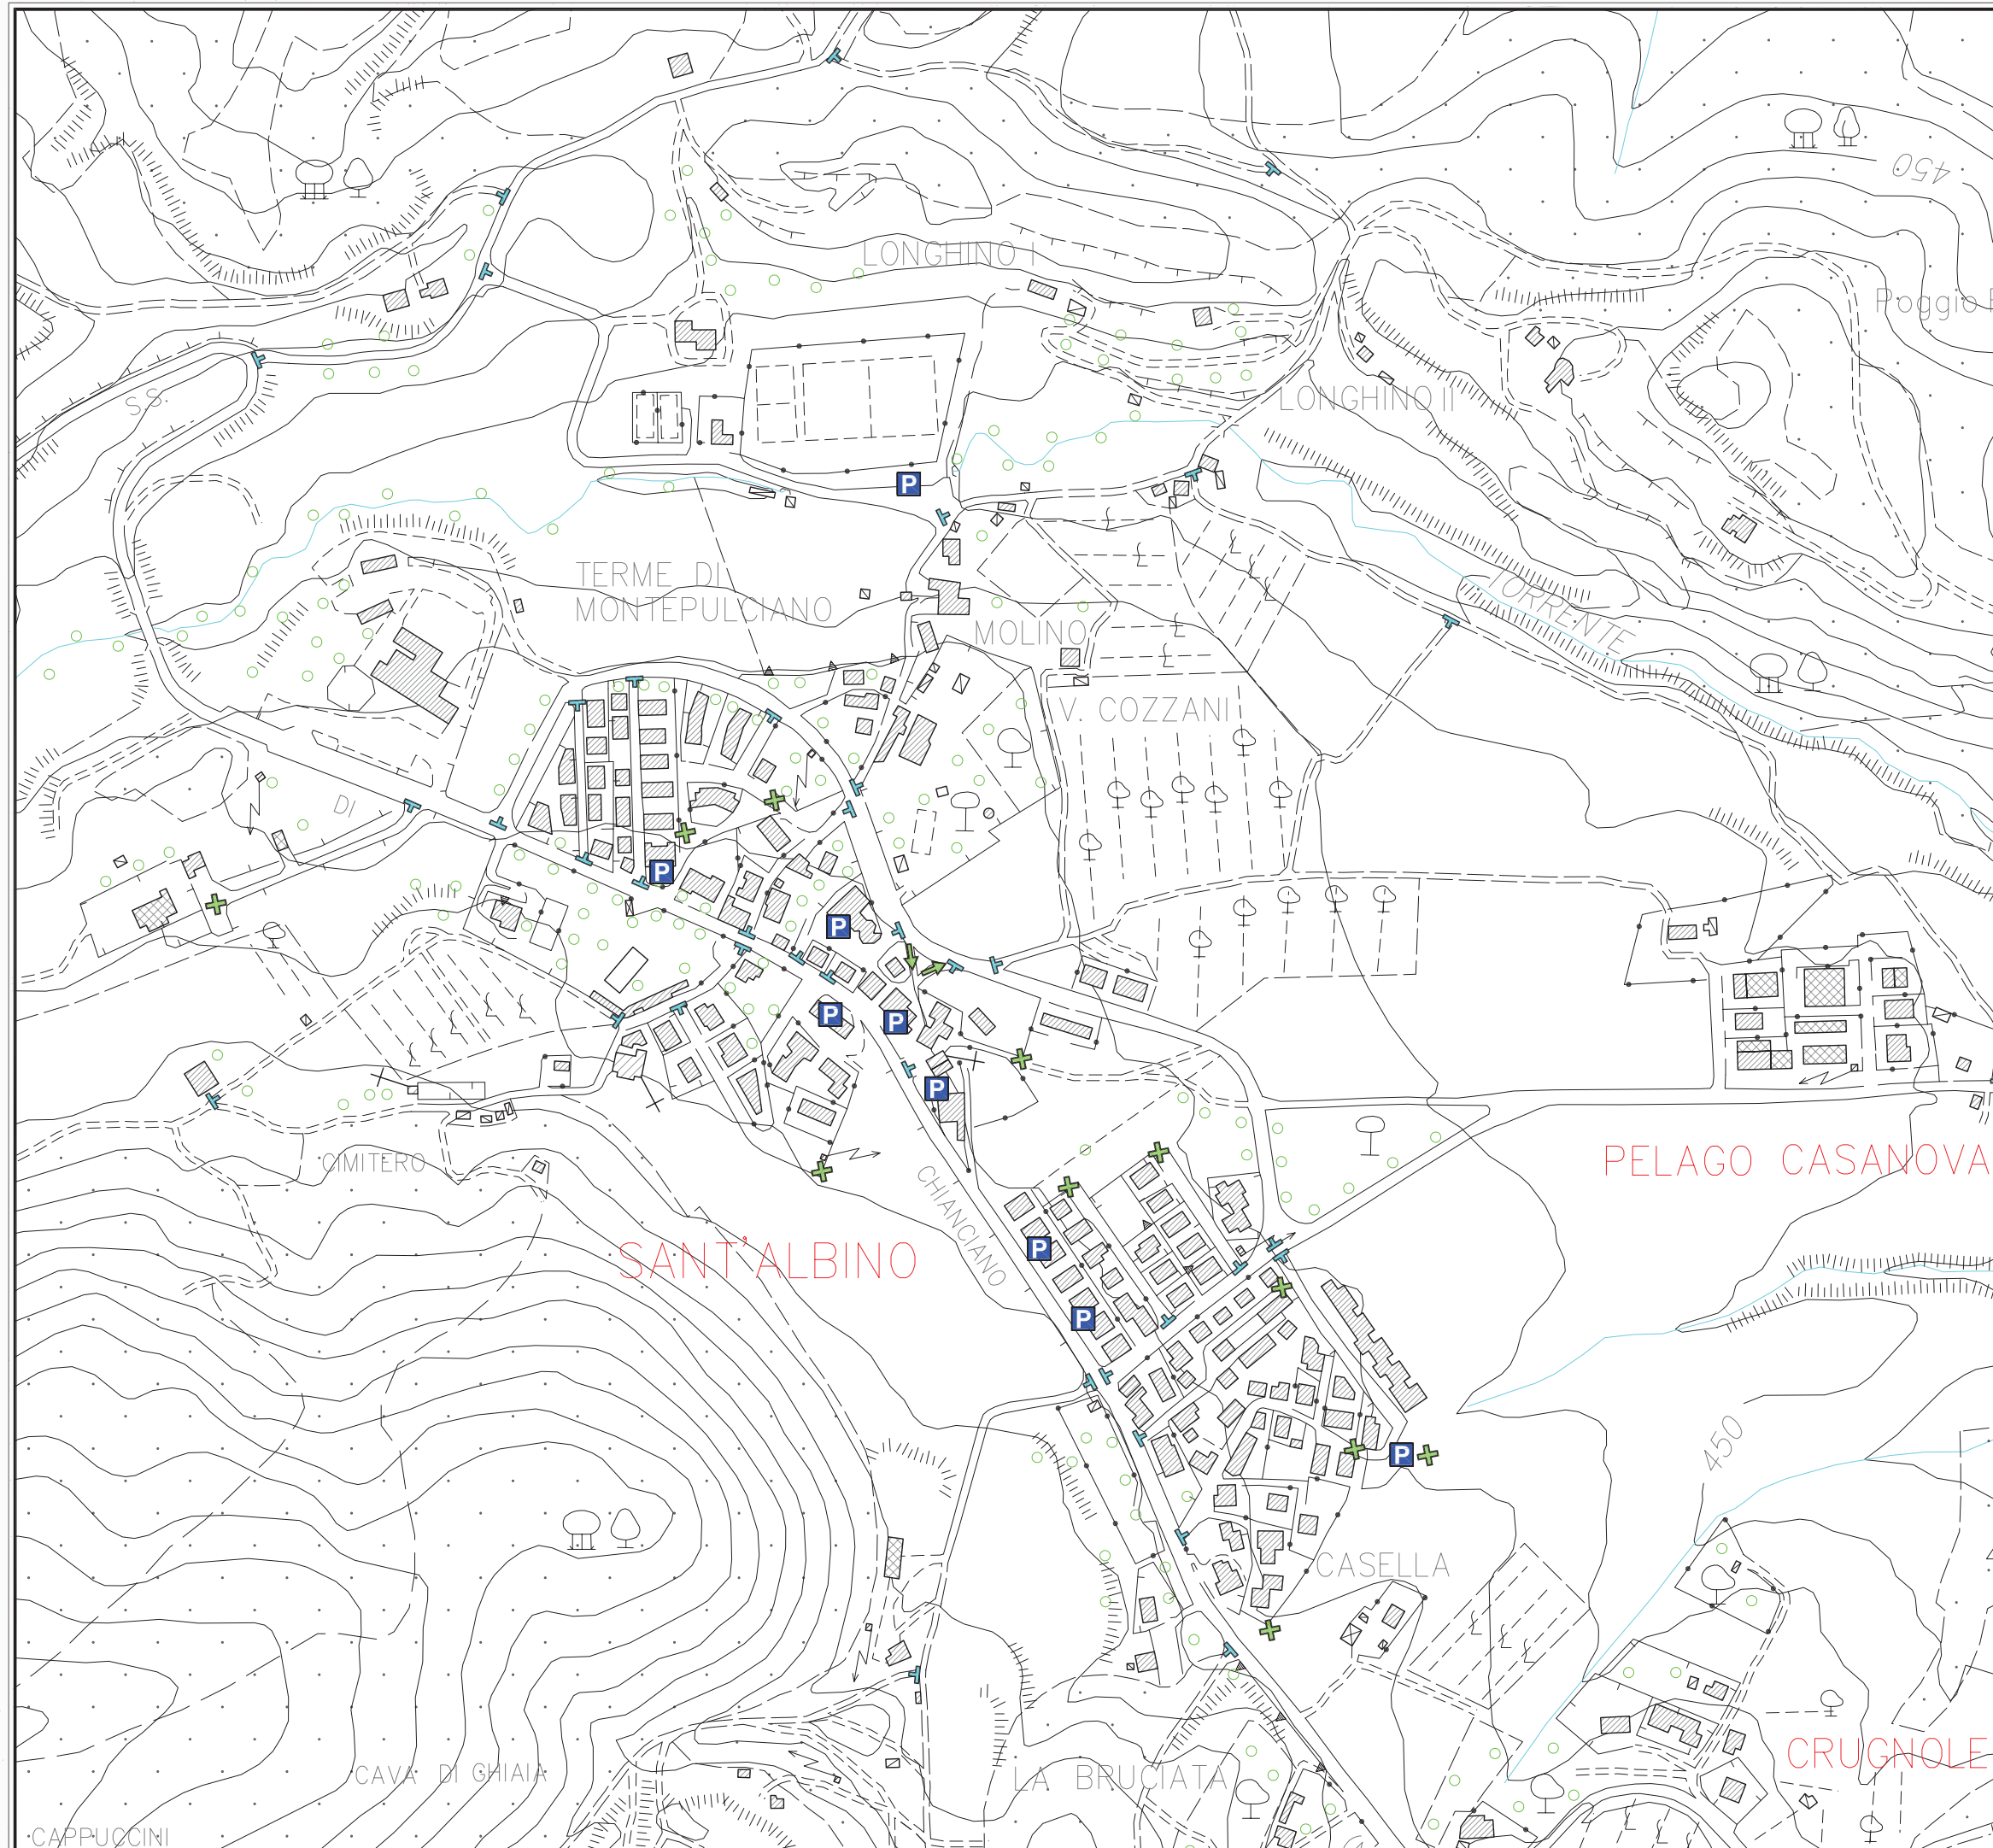 450
LONGHINO I
Poggio
S.S.
LONGHINO II
P
TERME DI
MONTEPULCIANO
TORRENTE
MOLINO
V. COZZANI
DI
P
P
P
P
P
CIMITERO
CHIANCIANO
PELAGO CASANOVA
SANT'ALBINO
P
P
450
P
CASELLA
CRUGNOLE
CAVA DI GHIAIA
LA BRUCIATA
CAPPUCCINI